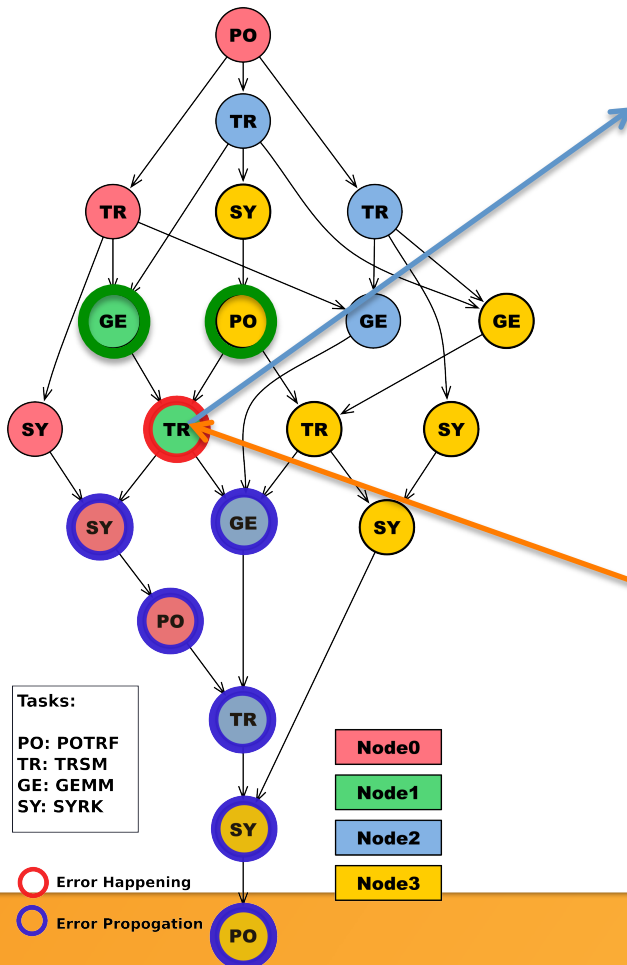 PO
TR
TR
SY
TR
GE
PO
GE
GE
SY
TR
TR
SY
SY
GE
SY
PO
TR
Tasks:
PO: POTRF
TR: TRSM
GE: GEMM
SY: SYRK
Node0
Node1
Node2
Node3
SY
Error Happening
Error Propogation
PO